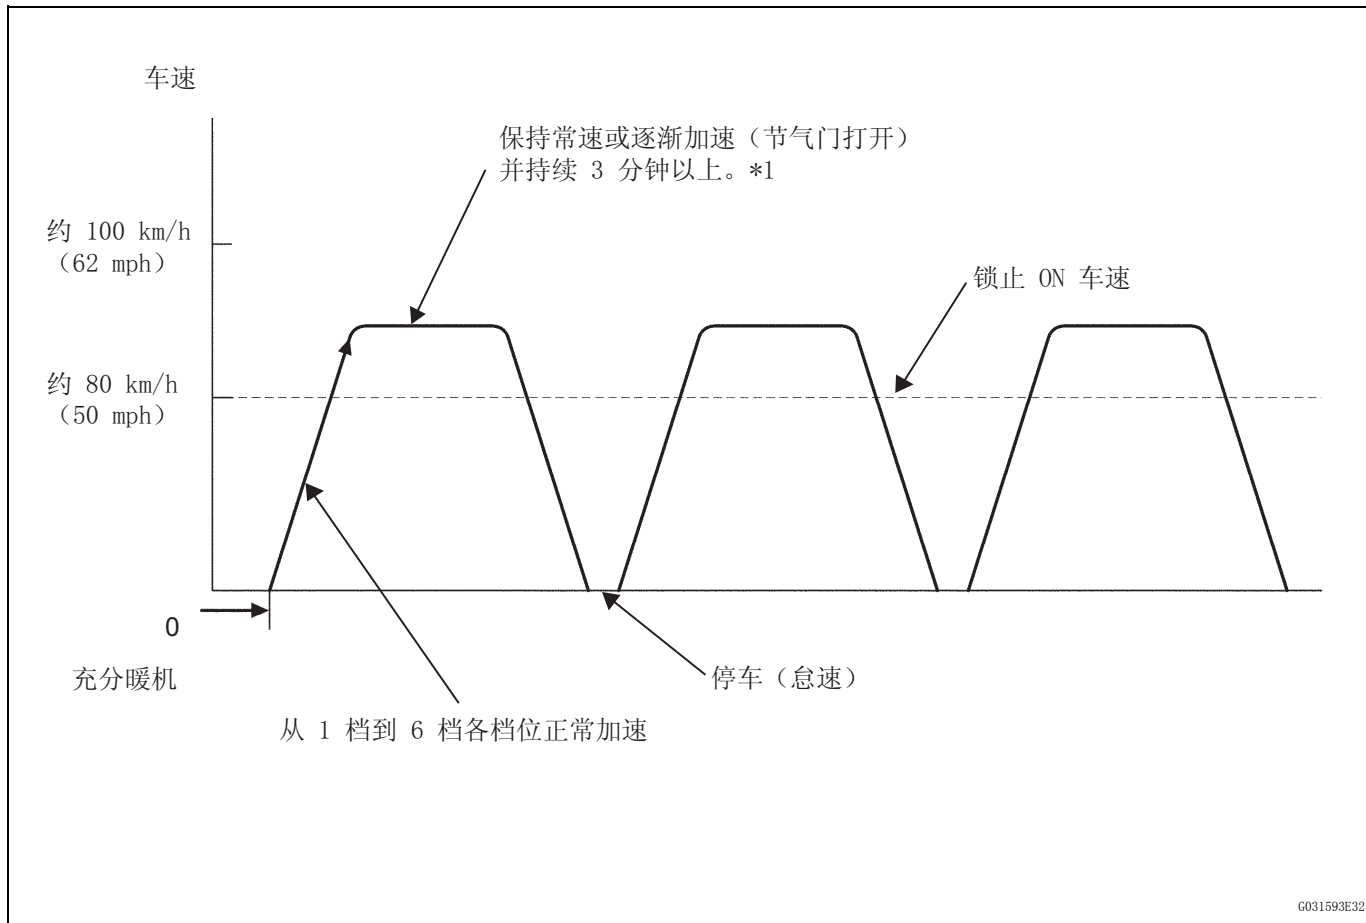 车速
保持常速或逐渐加速（节气门打开）
并持续 3 分钟以上。*1
约 100 km/h
（62 mph）
锁止 ON 车速
约 80 km/h
（50 mph）
0
充分暖机
停车（怠速）
从 1 档到 6 档各档位正常加速
G031593E32